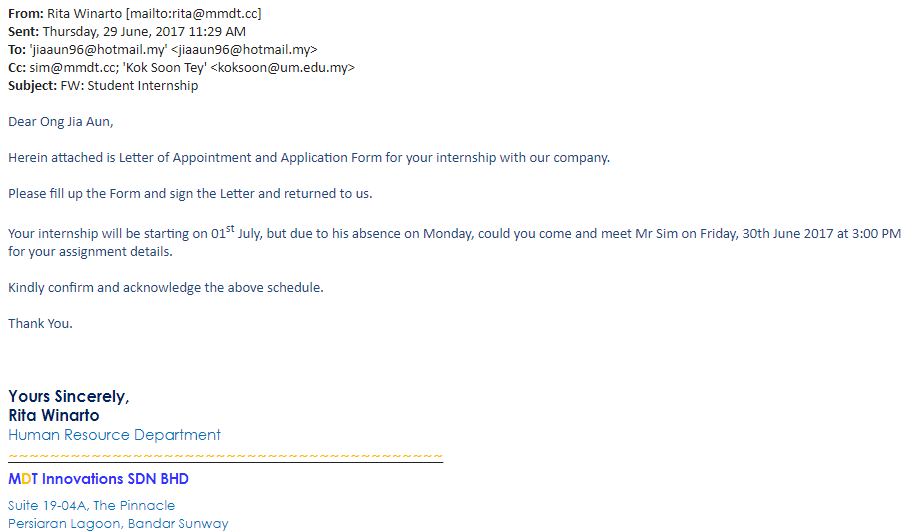 From: Rita Winarto [mailto:rita@mmdt.cc]
Sent: Thursday, 29 June, 2017 11:29 AM
To: 'jiaaun96@hotmail.my' <jiaaun96@hotmail.my>
Cc: sim@mmdt.cc; 'Kok Soon Tey' <koksoon@um.edu.my>
Subject: FW: Student Internship
Dear Ong Jia Aun,
Herein attached is Letter of Appointment and Application Form for your internship with our company.
Please fill up the Form and sign the Letter and returned to us.
Your internship will be starting on 01st July, but due to his absence on Monday, could you come and meet Mr Sim on Friday, 30th June 2017 at 3:00 PM
for your assignment details.
Kindly confirm and acknowledge the above schedule.
Thank You.
Yours Sincerely,
Rita Winarto
Human Resource Department
~~~~~~~~~~~~~~~~~~~~~~~~~~~~~~~~~~~~~~~~~
MDT Innovations SDN BHD
Suite 19-04A, The Pinnacle
Persiaran Lagoon, Bandar Sunway